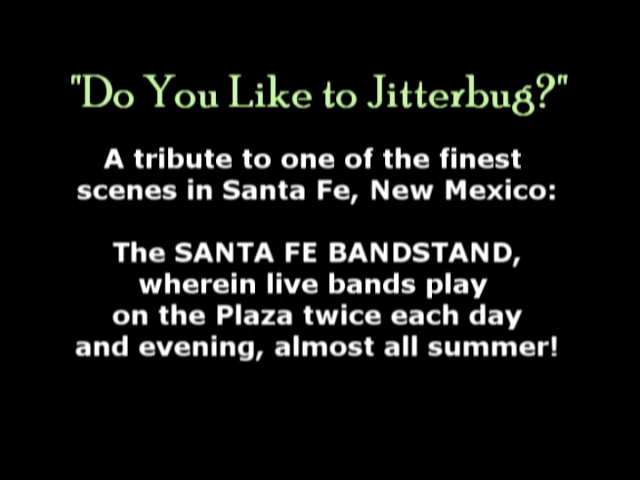 "Do You Like to Jitterbug?"
A tribute to one of the finest
scenes in Santa Fe, New Mexico:
The SANTA FE BANDSTAND,
wherein live bands play
on the Plaza twice each day
and evening, almost all summer!